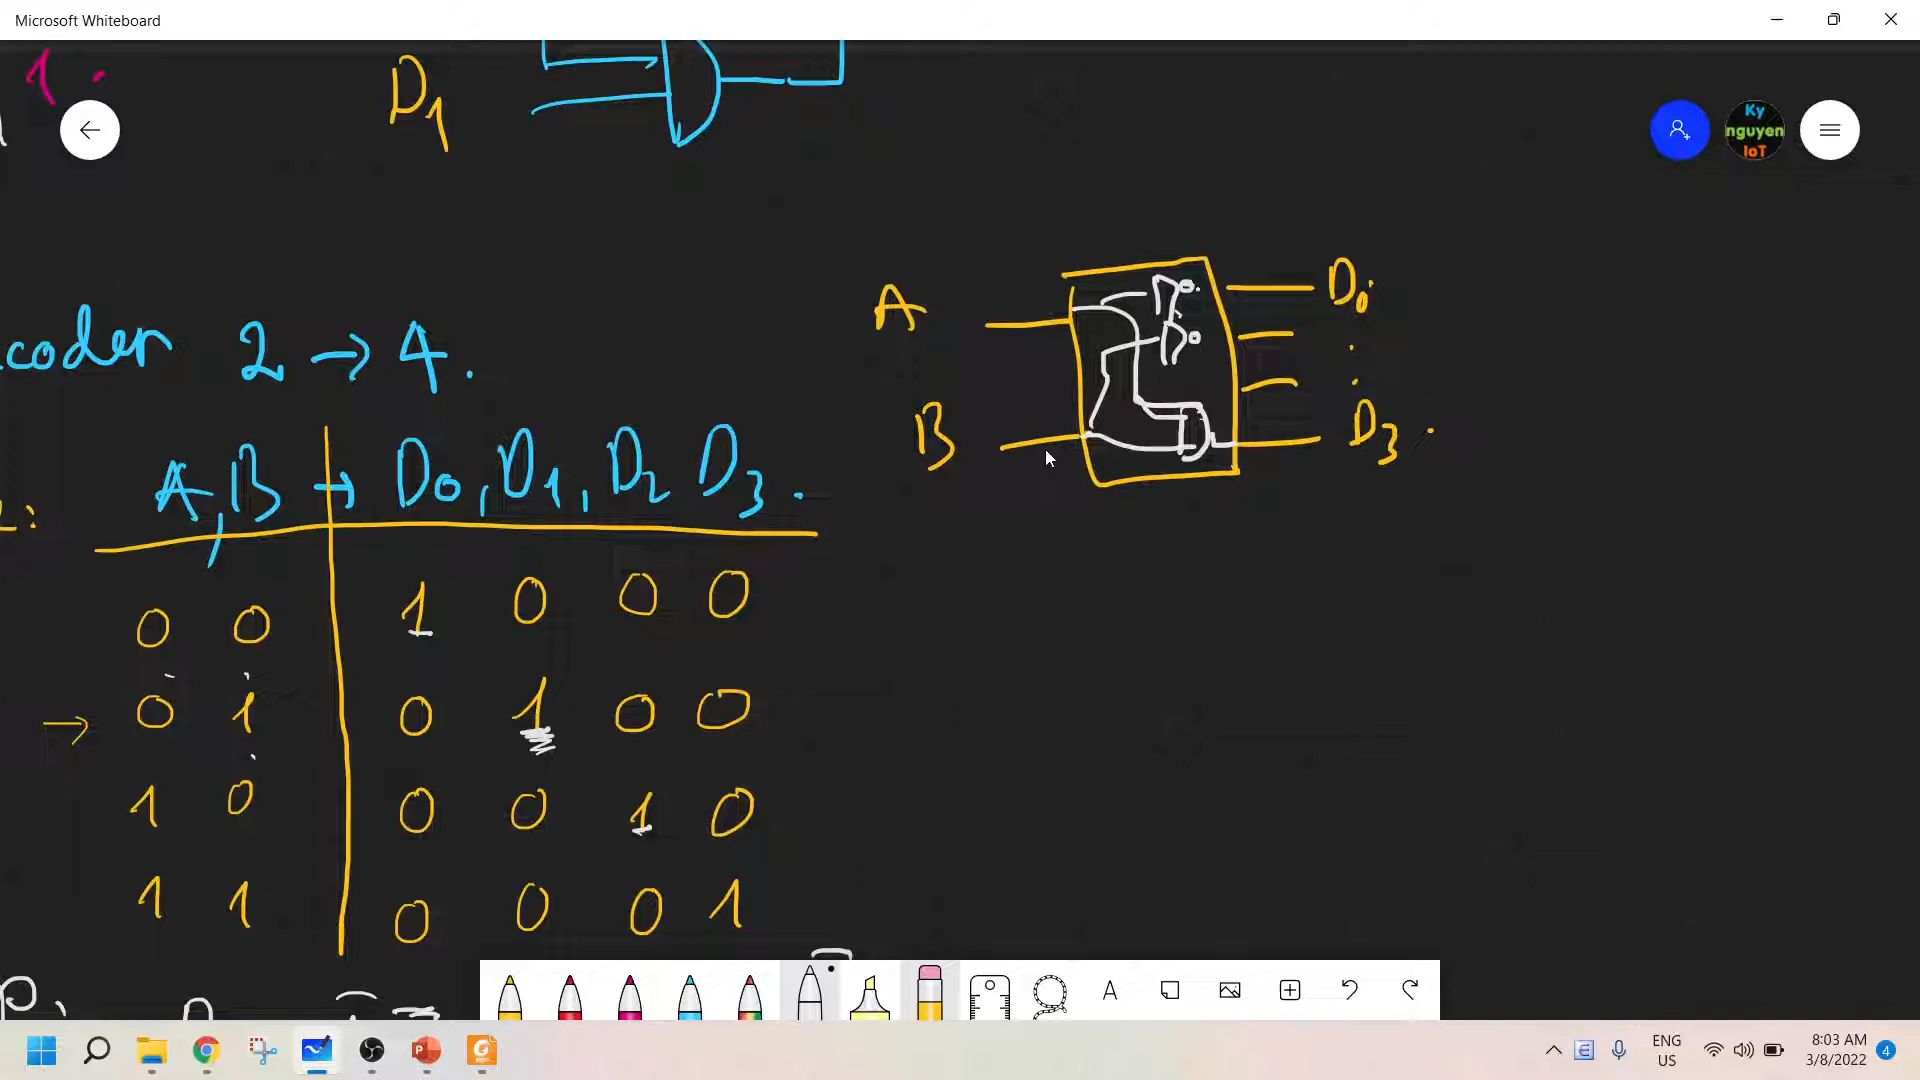 Microsoft Whiteboard
1.
D1
Ky
nguyen
IoT
coder 2 → 4.
A
B
D0
D3.
A,B → D0, D1, D2 D3.
0 0 1 0 0 0
→ 0 1 0 1 0 0
1 0 0 0 1 0
1 1 0 0 0 1
A
ENG
US
8:03 AM
3/8/2022
4